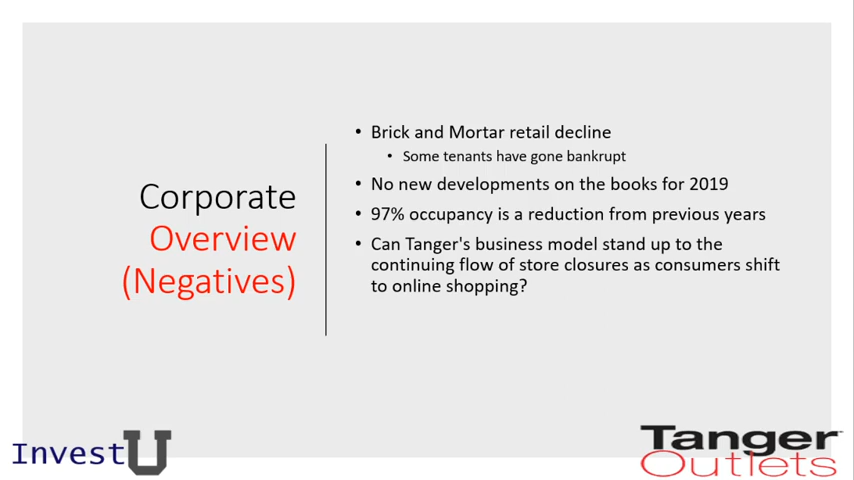 Corporate
Overview
(Negatives)
• Brick and Mortar retail decline
• Some tenants have gone bankrupt
• No new developments on the books for 2019
• 97% occupancy is a reduction from previous years
• Can Tanger's business model stand up to the
continuing flow of store closures as consumers shift
to online shopping?
InvestU
Tanger
Outlets